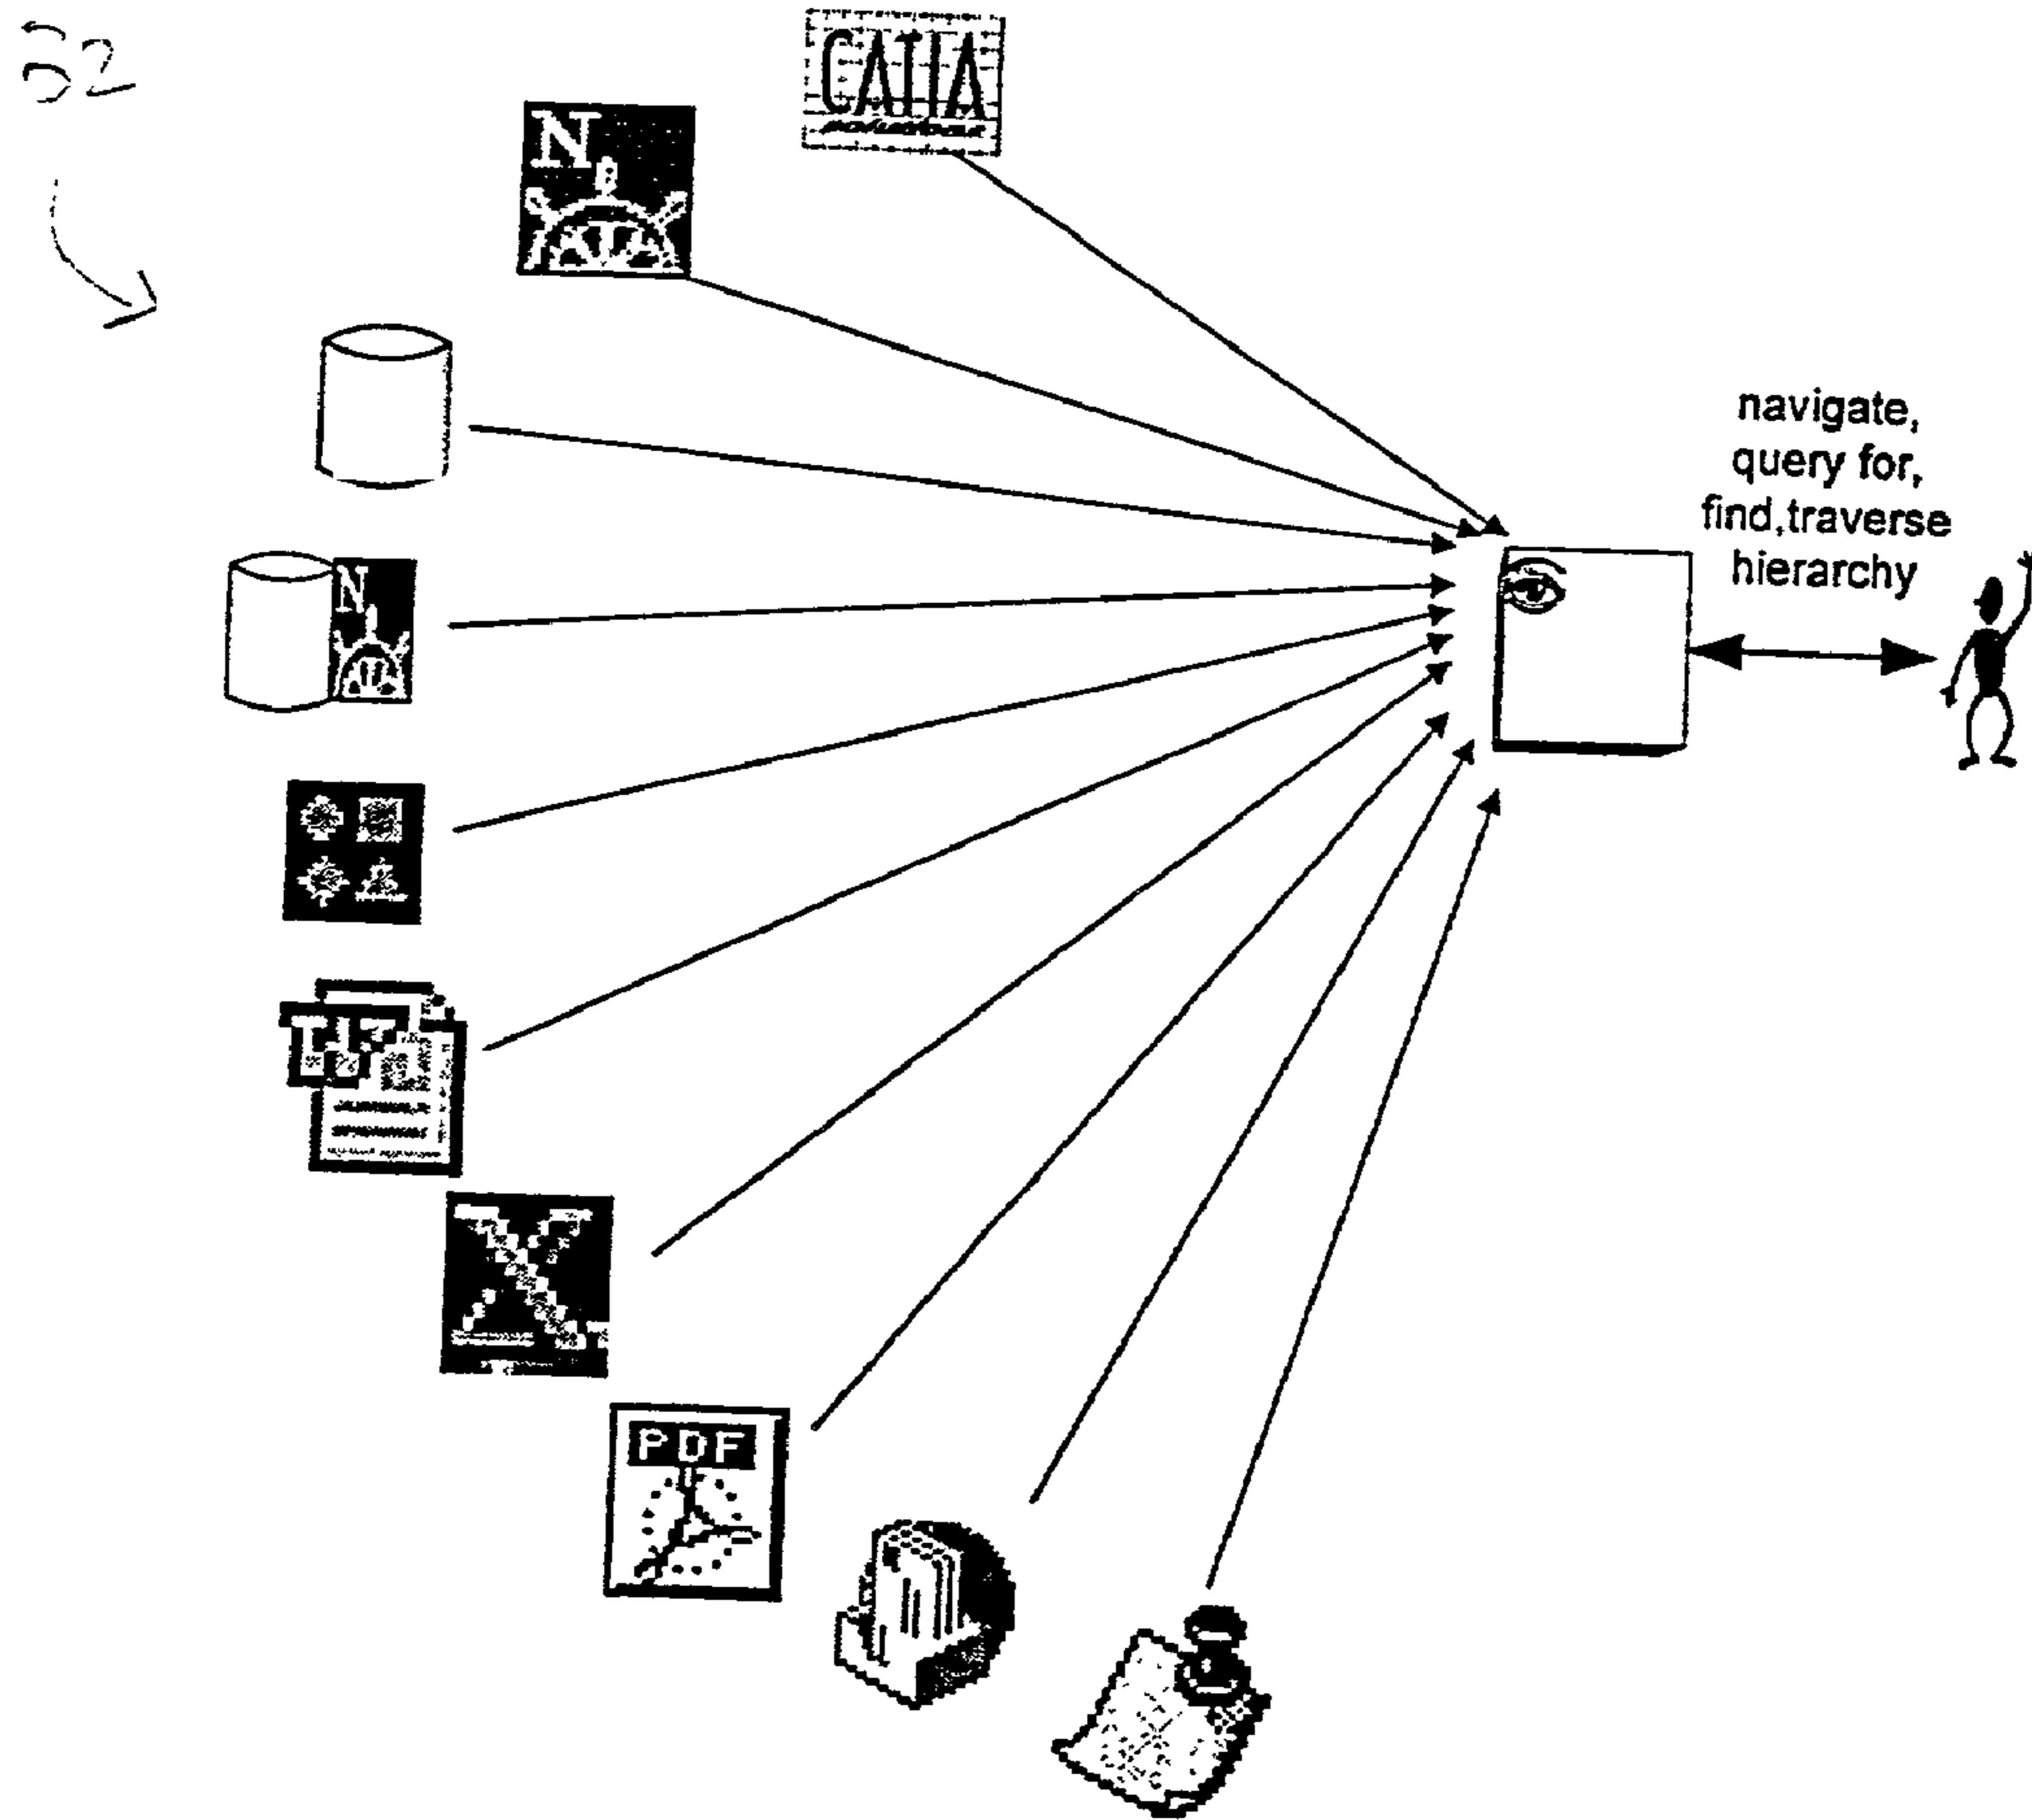 52
CATIA
N
navigate,
query for,
find,traverse
hierarchy
N
PDF